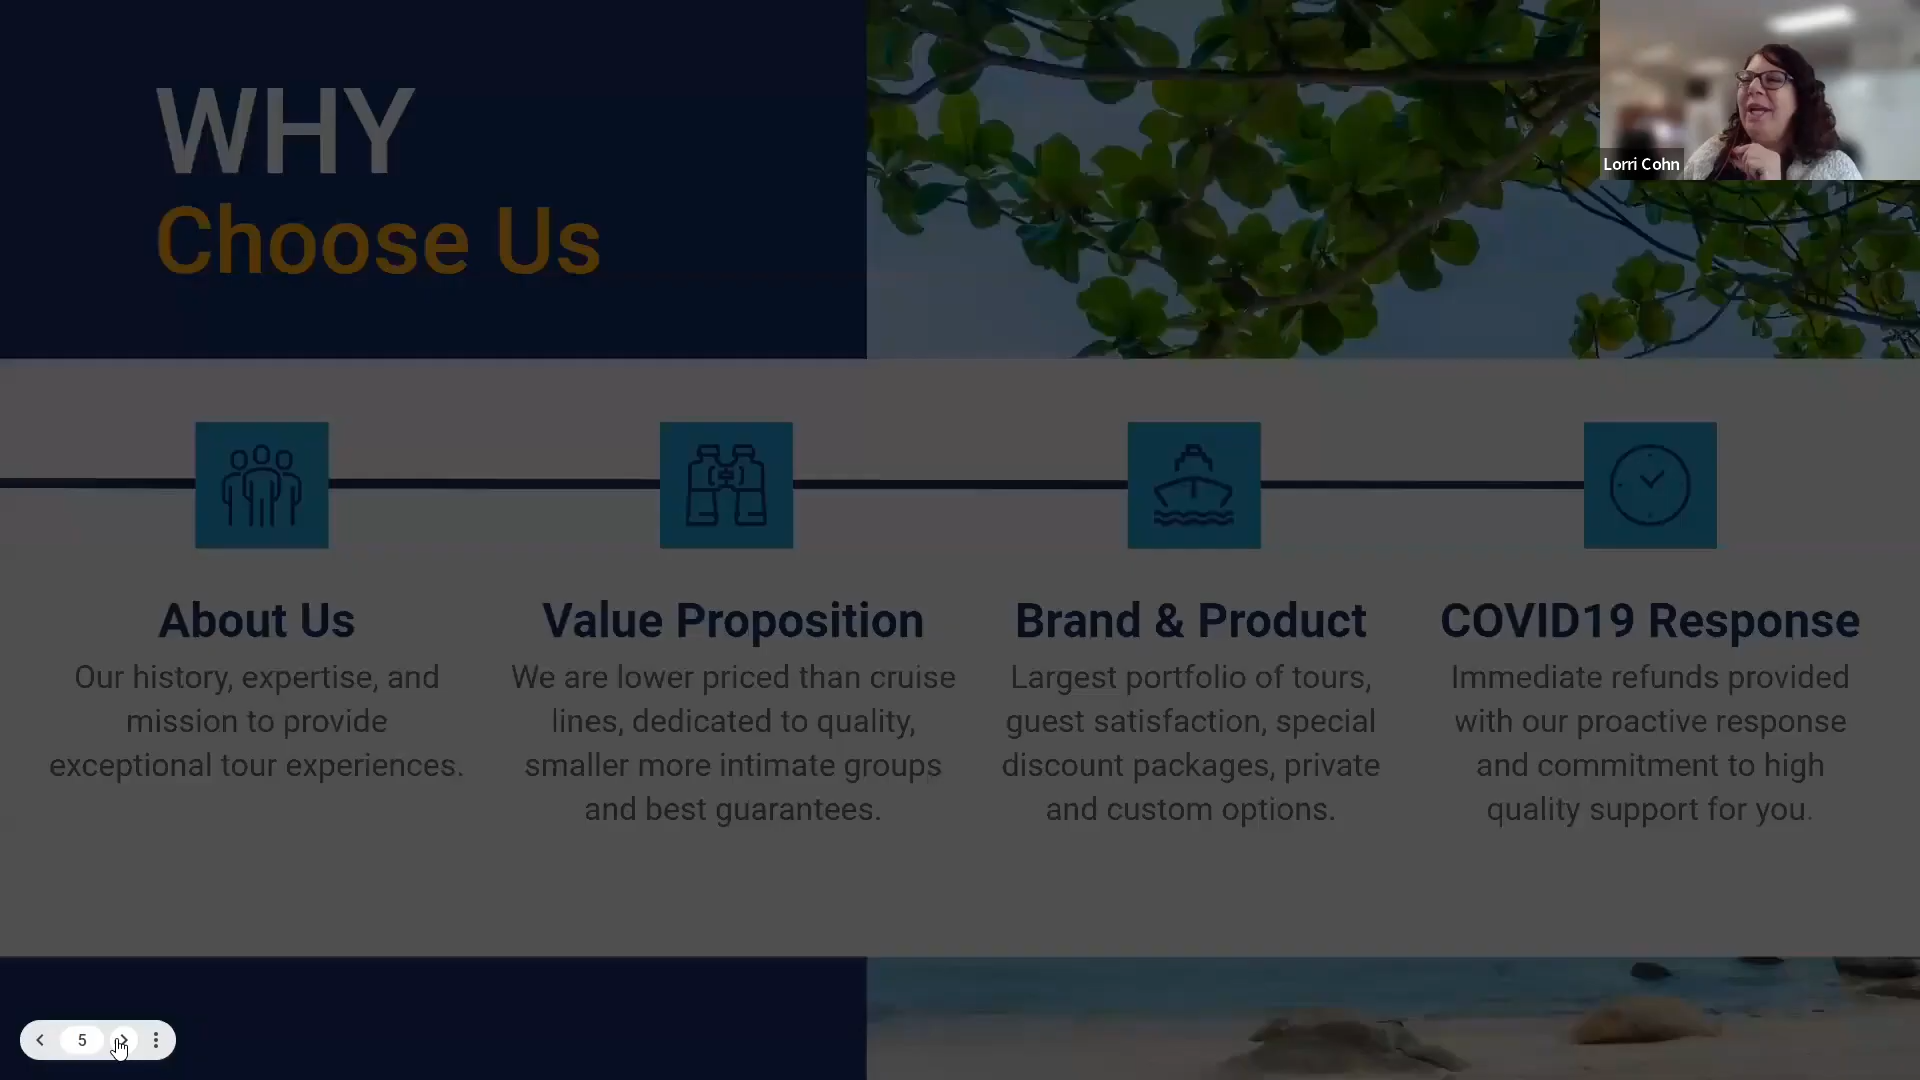 WHY
Choose Us
Lorri Cohn
About Us
Our history, expertise, and
mission to provide
exceptional tour experiences.
Value Proposition
We are lower priced than cruise
lines, dedicated to quality,
smaller more intimate groups
and best guarantees.
Brand & Product
Largest portfolio of tours,
guest satisfaction, special
discount packages, private
and custom options.
COVID19 Response
Immediate refunds provided
with our proactive response
and commitment to high
quality support for you.
5